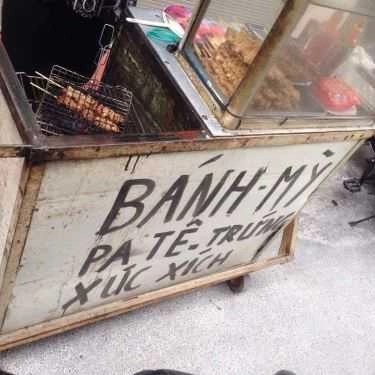 BÁNH-MỲ
PA TÊ-TRỨNG
XÚC XÍCH